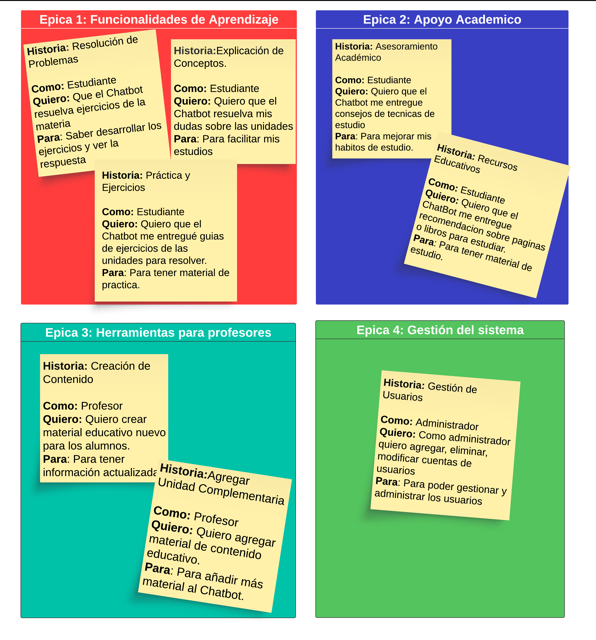 Epica 1: Funcionalidades de Aprendizaje
Historia: Resolución de
Problemas
Como: Estudiante
Quiero: Que el Chatbot
resuelva ejercicios de la
materia
Para: Saber desarrollar los
ejercicios y ver la
respuesta
Historia:Explicación de
Conceptos.
Como: Estudiante
Quiero: Quiero que el
Chatbot resuelva mis
dudas sobre las unidades
Para: Para facilitar mis
estudios
Historia: Práctica y
Ejercicios
Como: Estudiante
Quiero: Quiero que el
Chatbot me entregué guias
de ejercicios de las
unidades para resolver.
Para: Para tener material de
practica.
Epica 2: Apoyo Academico
Historia: Asesoramiento
Académico
Como: Estudiante
Quiero: Quiero que el
Chatbot me entregue
consejos de tecnicas de
estudio
Para: Para mejorar mis
habitos de estudio.
Historia: Recursos
Educativos
Como: Estudiante
Quiero: Quiero que el
ChatBot me entregue
recomendacion sobre paginas
o libros para estudiar.
Para: Para tener material de
estudio.
Epica 3: Herramientas para profesores
Historia: Creación de
Contenido
Como: Profesor
Quiero: Quiero crear
material educativo nuevo
para los alumnos.
Para: Para tener
información actualizada
Historia:Agregar
Unidad Complementaria
Como: Profesor
Quiero: Quiero agregar
material de contenido
educativo.
Para: Para añadir más
material al Chatbot.
Epica 4: Gestión del sistema
Historia: Gestión de
Usuarios
Como: Administrador
Quiero: Como administrador
quiero agregar, eliminar,
modificar cuentas de
usuarios
Para: Para poder gestionar y
administrar los usuarios